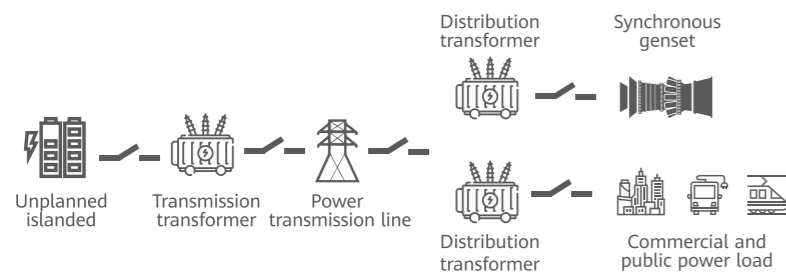 Distribution
transformer
Synchronous
genset
Unplanned
islanded
Transmission
transformer
Power
transmission line
Distribution
transformer
Commercial and
public power load